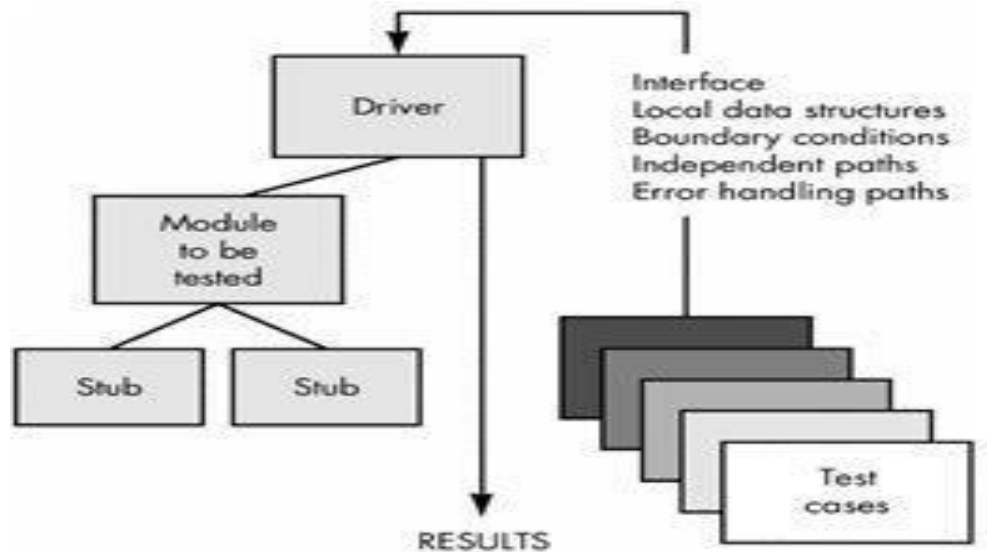 Driver
Interface
Local data structures
Boundary conditions
Independent paths
Error handling paths
Module
to be
tested
Stub
Stub
Test
cases
RESULTS